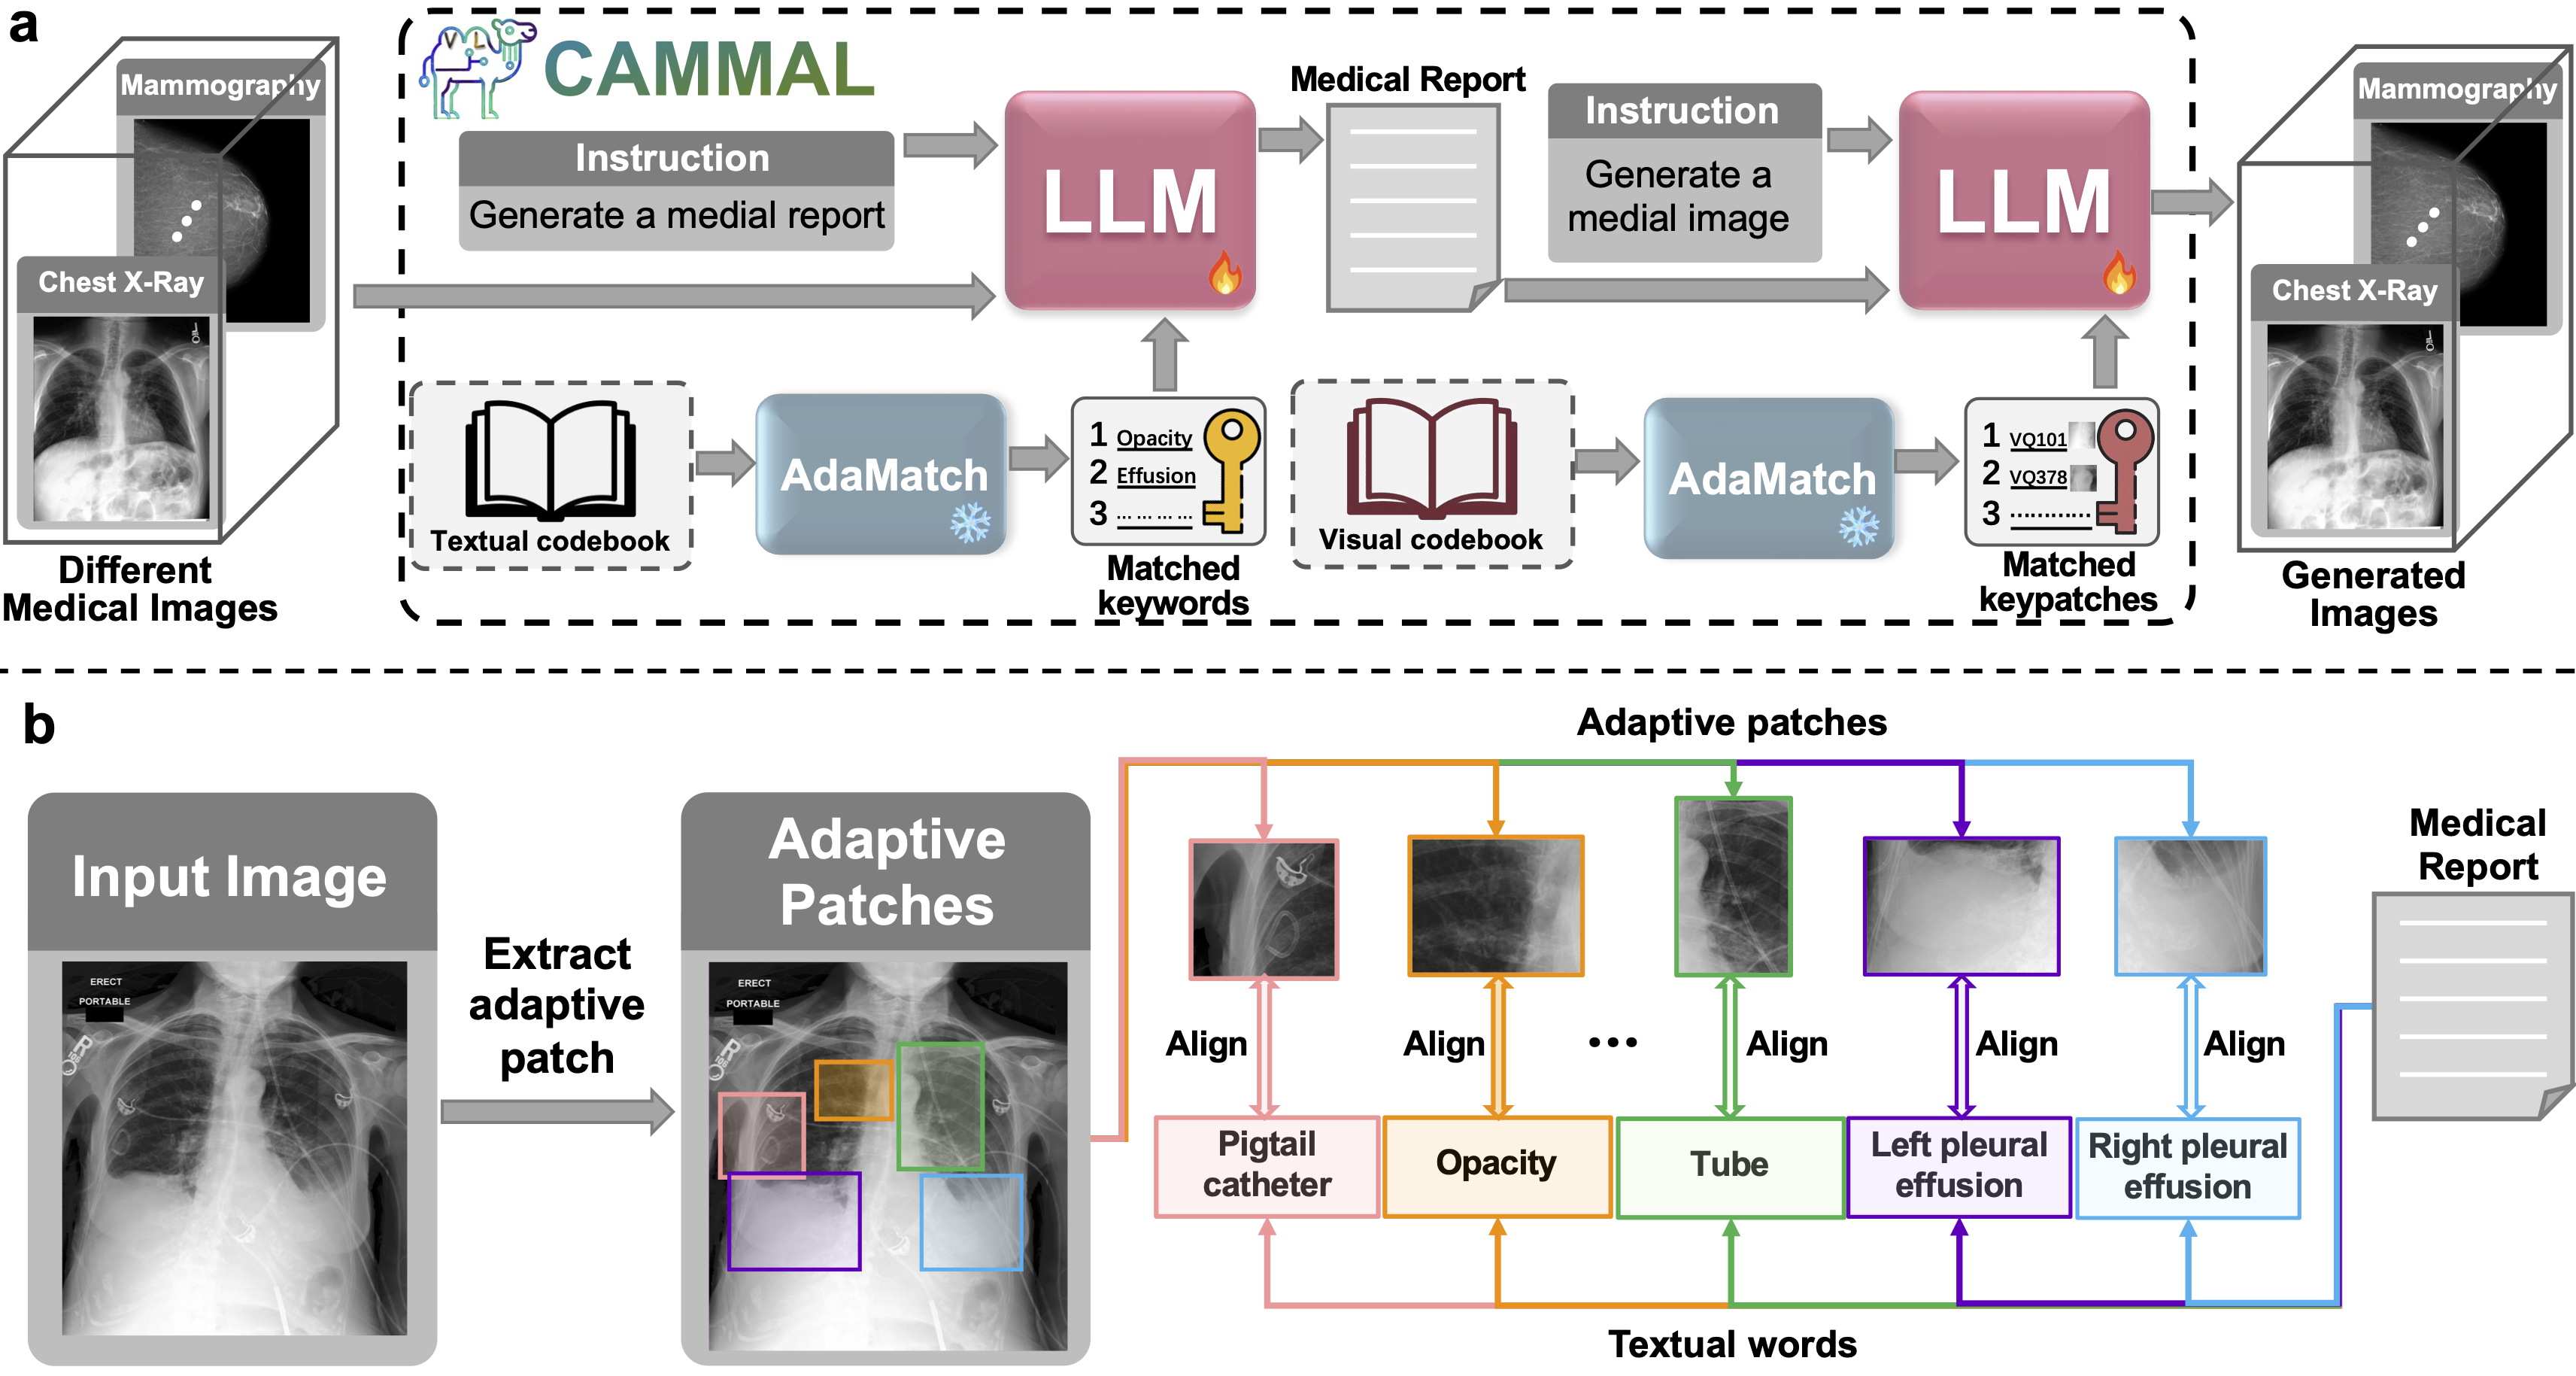 a
Mammography
Chest X-Ray
Different
Medical Images
V L
CAMMAL
Instruction
Generate a medial report
LLM
Medical Report
Instruction
Generate a
medial image
LLM
Textual codebook
AdaMatch
1 Opacity
2 Effusion
3 ... ... ... ...
Matched
keywords
Visual codebook
AdaMatch
1 VQ101
2 VQ378
3 ............
Matched
keypatches
Mammography
Chest X-Ray
Generated
Images
b
Input Image
ERECT
PORTABLE
Extract
adaptive
patch
Adaptive
Patches
ERECT
PORTABLE
Adaptive patches
Align
Align
...
Align
Align
Align
Pigtail
catheter
Opacity
Tube
Left pleural
effusion
Right pleural
effusion
Textual words
Medical
Report